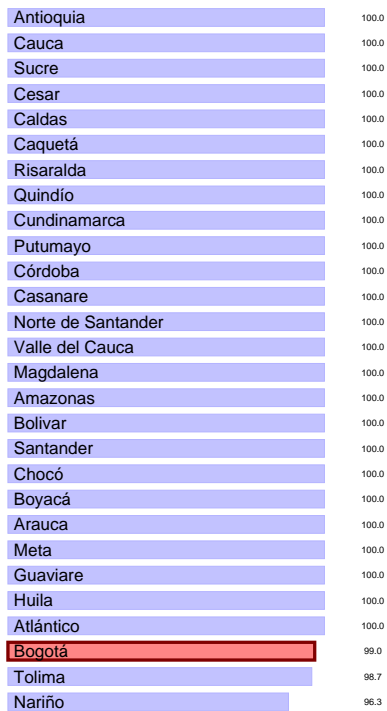 Antioquia 100.0
Cauca 100.0
Sucre 100.0
Cesar 100.0
Caldas 100.0
Caquetá 100.0
Risaralda 100.0
Quindío 100.0
Cundinamarca 100.0
Putumayo 100.0
Córdoba 100.0
Casanare 100.0
Norte de Santander 100.0
Valle del Cauca 100.0
Magdalena 100.0
Amazonas 100.0
Bolivar 100.0
Santander 100.0
Chocó 100.0
Boyacá 100.0
Arauca 100.0
Meta 100.0
Guaviare 100.0
Huila 100.0
Atlántico 100.0
Bogotá 99.0
Tolima 98.7
Nariño 96.3